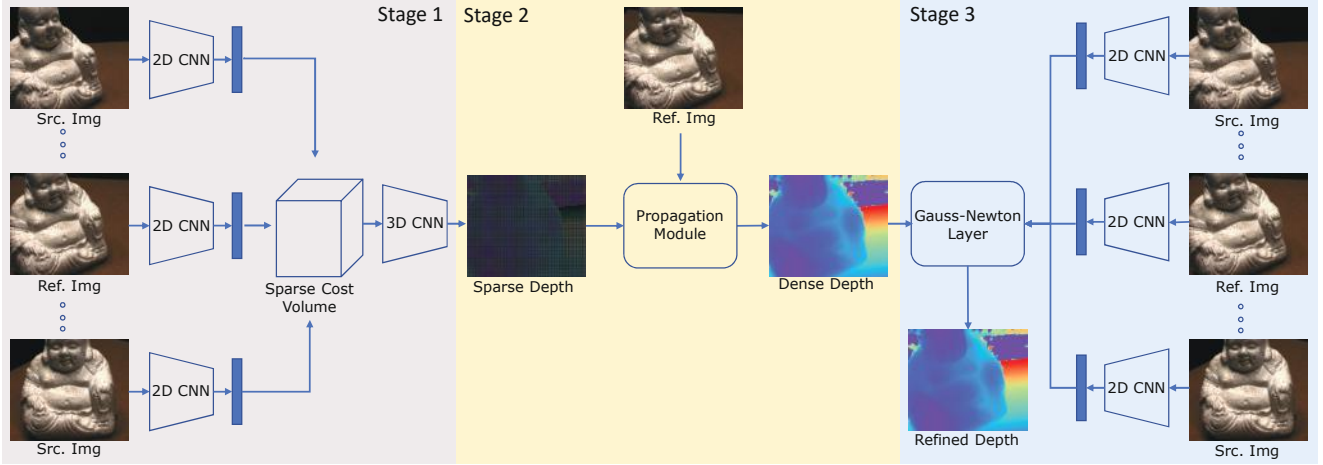 Stage 1
2D CNN
Src. Img
2D CNN
Ref. Img
2D CNN
Src. Img
Sparse Cost
Volume
3D CNN
Stage 2
Ref. Img
Sparse Depth
Propagation
Module
Dense Depth
Stage 3
2D CNN
Src. Img
Gauss-Newton
Layer
2D CNN
Ref. Img
2D CNN
Src. Img
Refined Depth